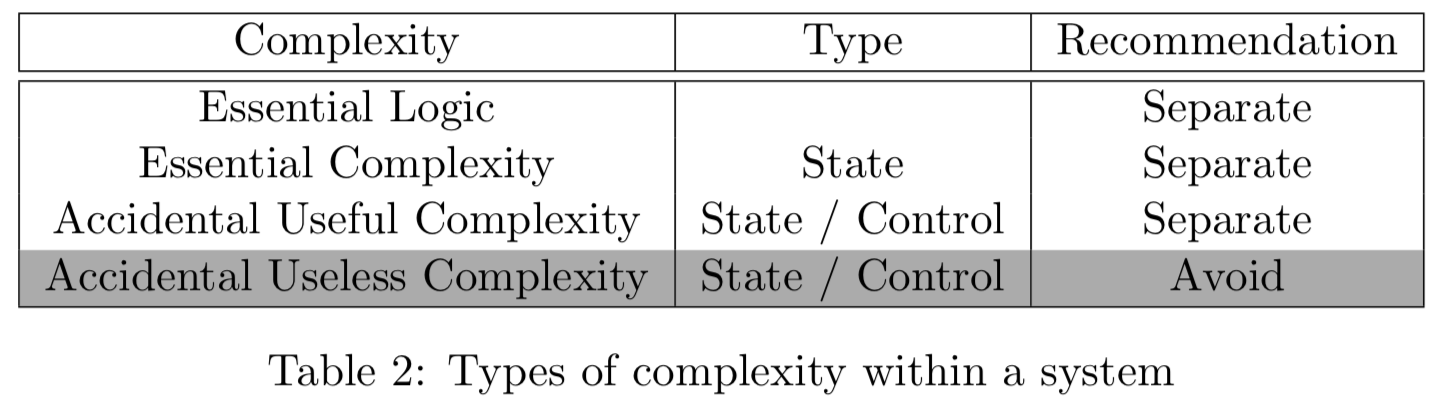 Complexity Type Recommendation
Essential Logic Separate
Essential Complexity State Separate
Accidental Useful Complexity State / Control Separate
Accidental Useless Complexity State / Control Avoid
Table 2: Types of complexity within a system